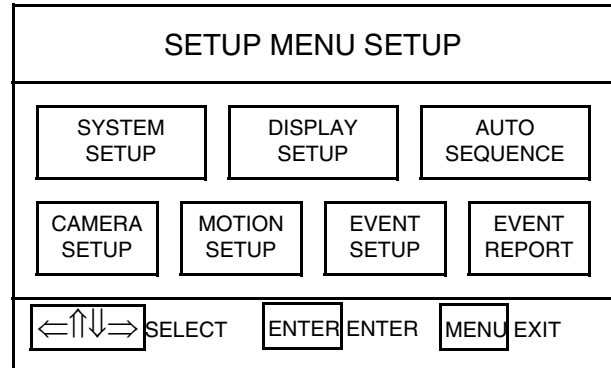 SETUP MENU SETUP
SYSTEM SETUP
DISPLAY SETUP
AUTO SEQUENCE
CAMERA SETUP
MOTION SETUP
EVENT SETUP
EVENT REPORT
⇐⇑⇓⇒ SELECT ENTER ENTER MENU EXIT